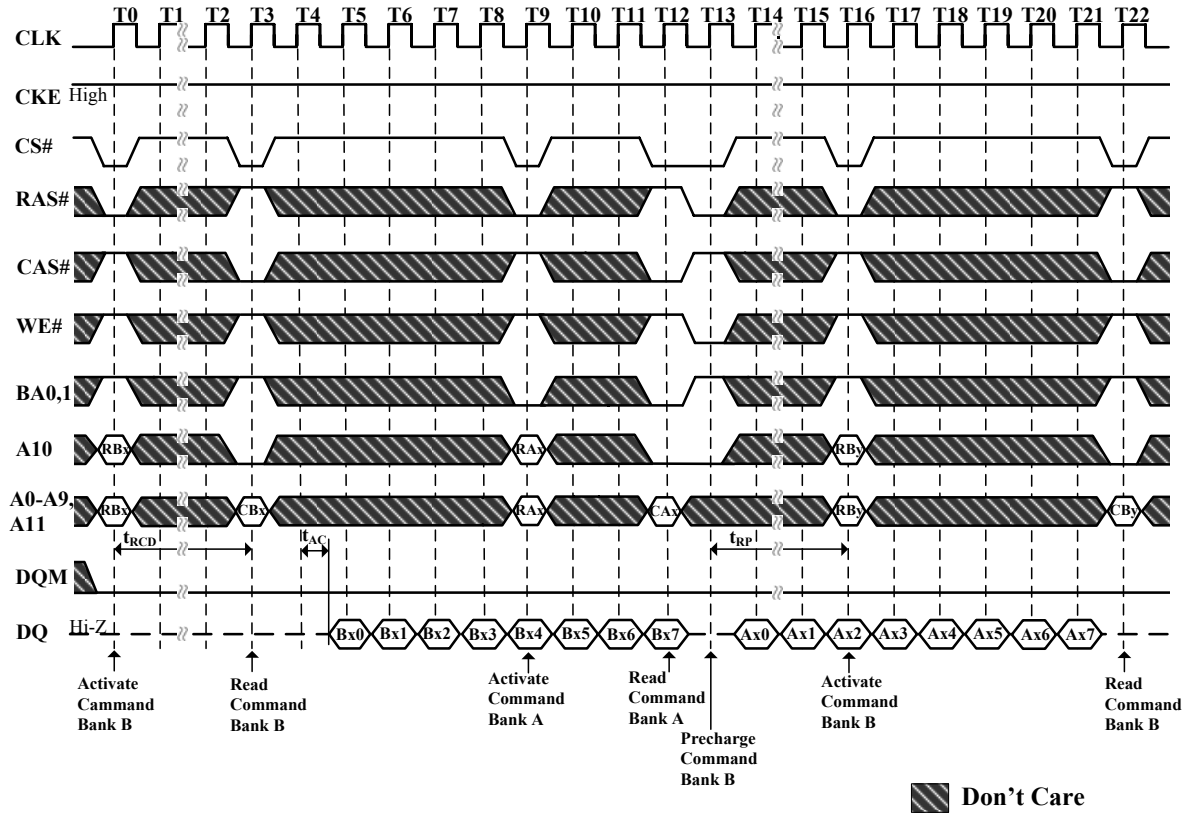 T0 T1 T2 T3 T4 T5 T6 T7 T8 T9 T10 T11 T12 T13 T14 T15 T16 T17 T18 T19 T20 T21 T22
CLK
CKE High
CS#
RAS#
CAS#
WE#
BA0,1
A10 RBx RAx RBy
A0-A9,
A11 RBx CBx RAx CAx RBy CBy
tRCD tAC tRP
DQM
DQ Hi-Z Bx0 Bx1 Bx2 Bx3 Bx4 Bx5 Bx6 Bx7 Ax0 Ax1 Ax2 Ax3 Ax4 Ax5 Ax6 Ax7
Activate
Cammand
Bank B
Read
Command
Bank B
Activate
Command
Bank A
Read
Command
Bank A
Precharge
Command
Bank B
Activate
Command
Bank B
Read
Command
Bank B
Don't Care